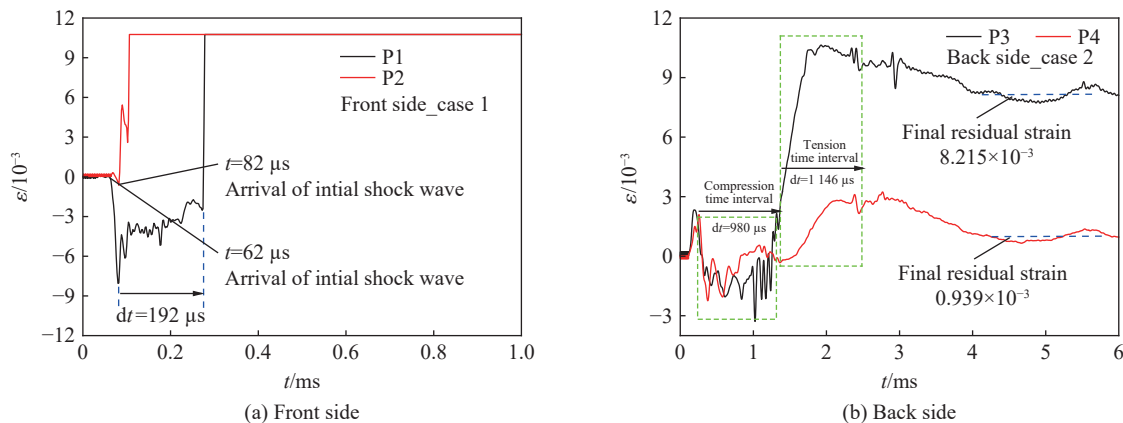 12
9
6
3
0
−3
−6
−9
−12
ε/10⁻³
P1
P2
Front side_case 1
t=82 μs
Arrival of intial shock wave
t=62 μs
Arrival of intial shock wave
dt=192 μs
0
0.2
0.4
0.6
0.8
1.0
t/ms
(a) Front side
12
9
6
3
0
−3
ε/10⁻³
P3
P4
Back side_case 2
Final residual strain
8.215×10⁻³
Tension
time interval
dt=1 146 μs
Compression
time interval
dt=980 μs
Final residual strain
0.939×10⁻³
0
1
2
3
4
5
6
t/ms
(b) Back side